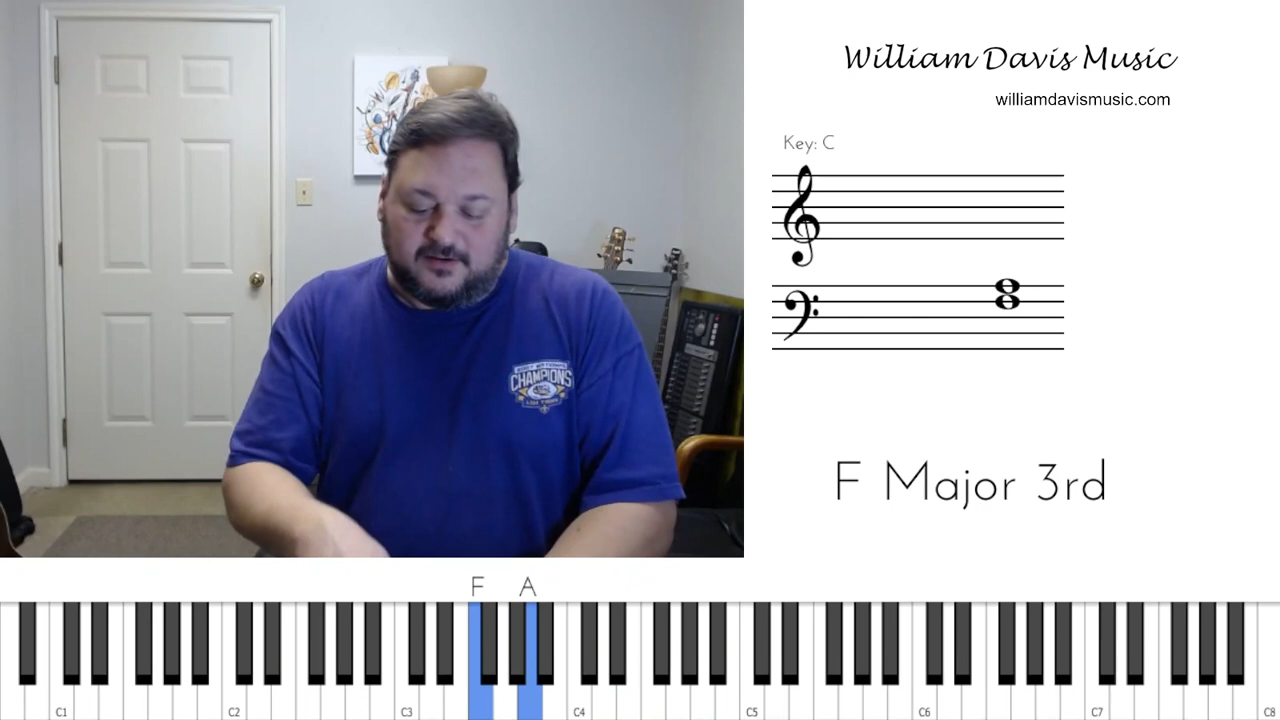 William Davis Music
williamdavismusic.com
Key: C
CHAMPIONS
F Major 3rd
F A
C1 C2 C3 C4 C5 C6 C7 C8